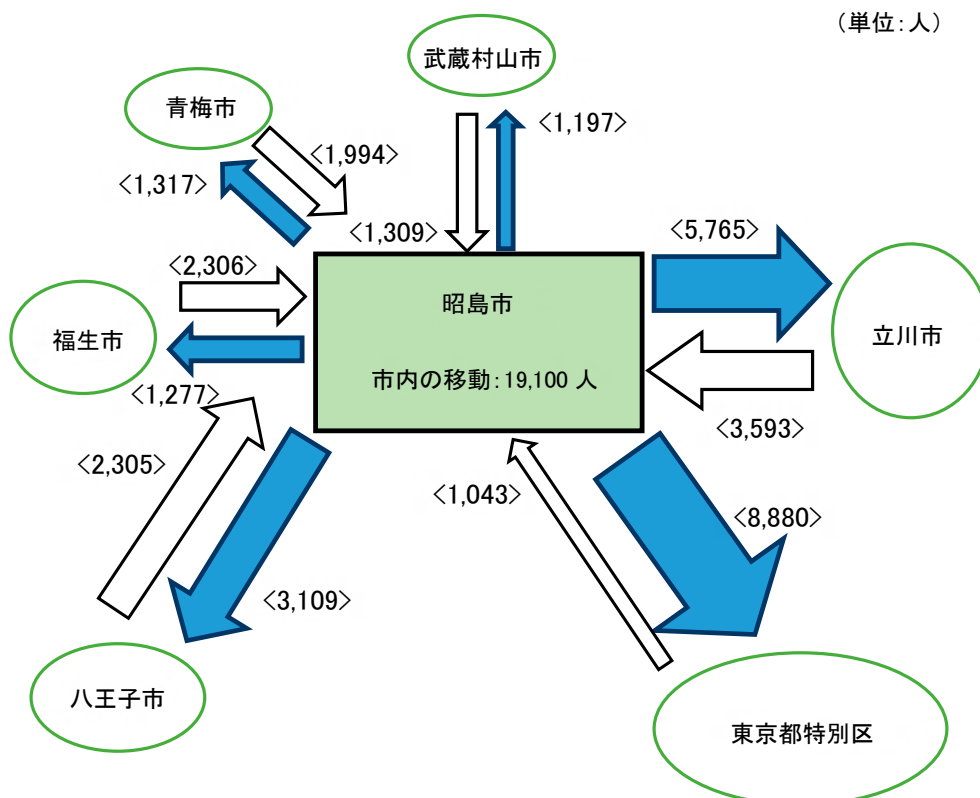 （単位：人）
武蔵村山市
青梅市
<1,197>
<1,994>
<1,317>
<1,309>
<5,765>
<2,306>
昭島市
福生市
立川市
市内の移動：19,100 人
<1,277>
<3,593>
<2,305>
<1,043>
<8,880>
<3,109>
八王子市
東京都特別区